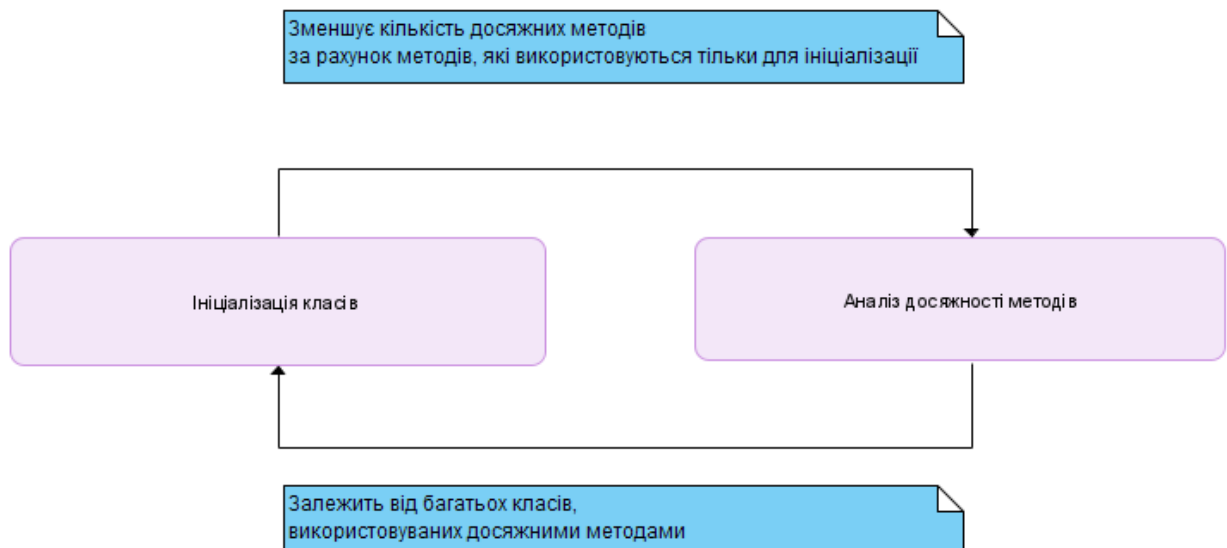 Зменшує кількість досяжних методів
за рахунок методів, які використовуються тільки для ініціалізації
Ініціалізація класів
Аналіз досяжності методів
Залежить від багатьох класів,
використовуваних досяжними методами